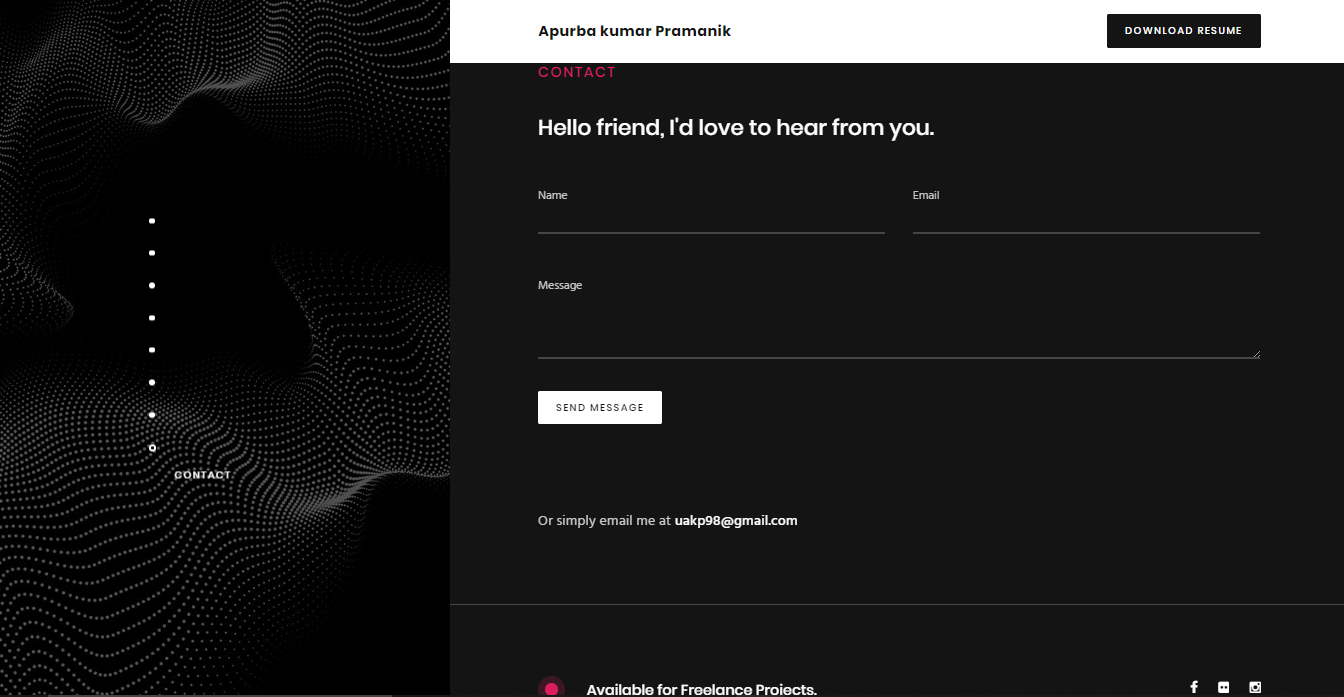 Apurba kumar Pramanik
DOWNLOAD RESUME
CONTACT
Hello friend, I'd love to hear from you.
Name
Email
Message
SEND MESSAGE
CONTACT
Or simply email me at uakp98@gmail.com
Available for Freelance Projects.